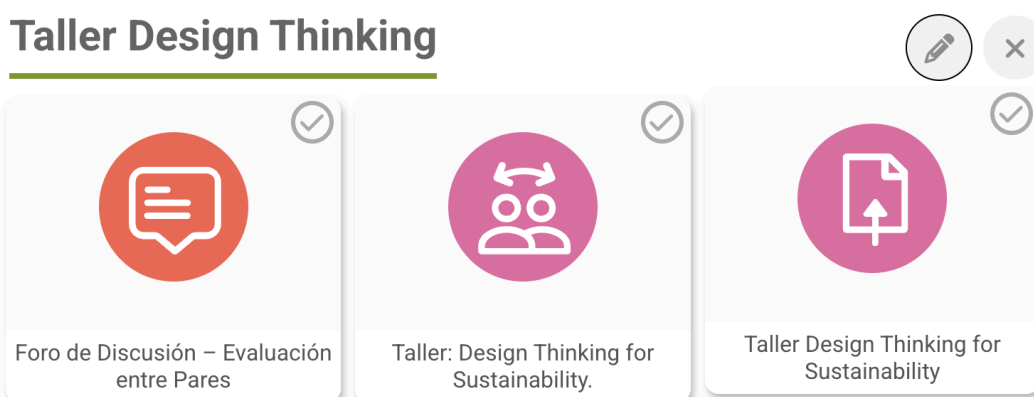 Taller Design Thinking
Foro de Discusión – Evaluación
entre Pares
Taller: Design Thinking for
Sustainability.
Taller Design Thinking for
Sustainability